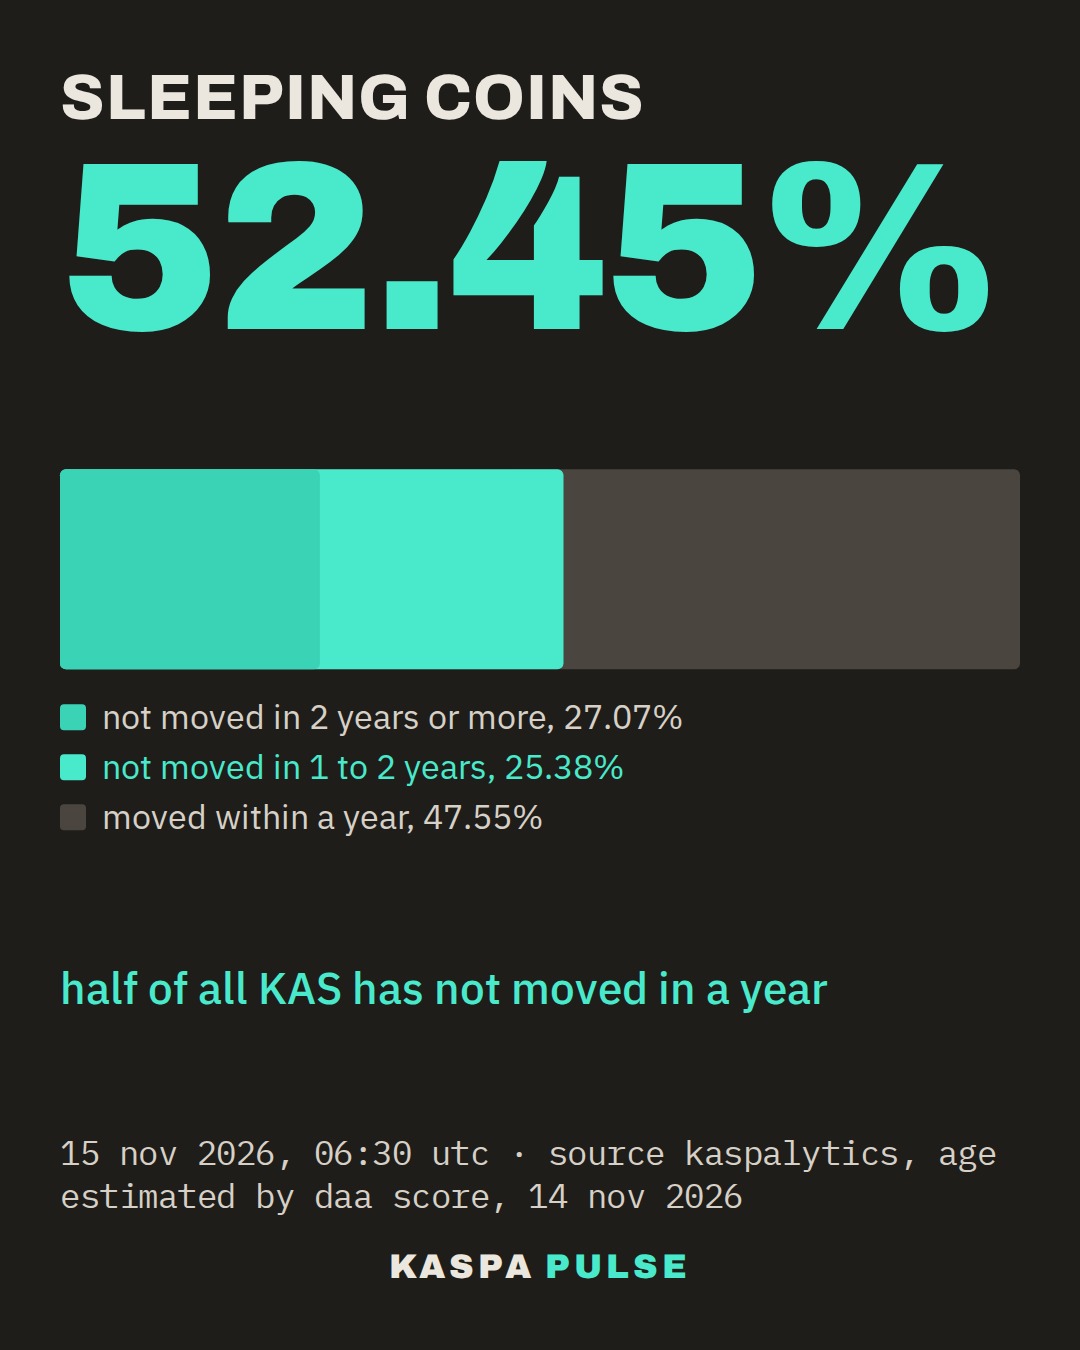 SLEEPING COINS
52.45%
not moved in 2 years or more, 27.07%
not moved in 1 to 2 years, 25.38%
moved within a year, 47.55%
half of all KAS has not moved in a year
15 nov 2026, 06:30 utc · source kaspalytics, age
estimated by daa score, 14 nov 2026
KASPA PULSE